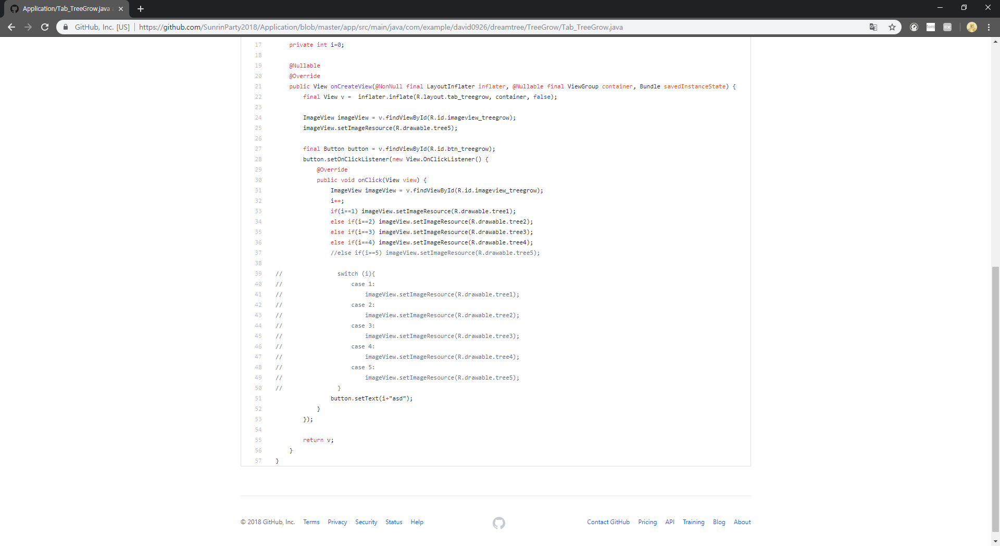 Application/Tab_TreeGrow.java
GitHub, Inc. [US] https://github.com/SunrinParty2018/Application/blob/master/app/src/main/java/com/example/david0926/dreamtree/TreeGrow/Tab_TreeGrow.java
17 private int i=0;
18
19 @Nullable
20 @Override
21 public View onCreateView(@NonNull final LayoutInflater inflater, @Nullable final ViewGroup container, Bundle savedInstanceState) {
22 final View v =  inflater.inflate(R.layout.tab_treegrow, container, false);
23
24 ImageView imageView = v.findViewById(R.id.imageview_treegrow);
25 imageView.setImageResource(R.drawable.tree5);
26
27 final Button button = v.findViewById(R.id.btn_treegrow);
28 button.setOnClickListener(new View.OnClickListener() {
29 @Override
30 public void onClick(View view) {
31 ImageView imageView = v.findViewById(R.id.imageview_treegrow);
32 i++;
33 if(i==1) imageView.setImageResource(R.drawable.tree1);
34 else if(i==2) imageView.setImageResource(R.drawable.tree2);
35 else if(i==3) imageView.setImageResource(R.drawable.tree3);
36 else if(i==4) imageView.setImageResource(R.drawable.tree4);
37 //else if(i==5) imageView.setImageResource(R.drawable.tree5);
38
39 // switch (i){
40 // case 1:
41 // imageView.setImageResource(R.drawable.tree1);
42 // case 2:
43 // imageView.setImageResource(R.drawable.tree2);
44 // case 3:
45 // imageView.setImageResource(R.drawable.tree3);
46 // case 4:
47 // imageView.setImageResource(R.drawable.tree4);
48 // case 5:
49 // imageView.setImageResource(R.drawable.tree5);
50 // }
51 button.setText(i+"asd");
52 }
53 });
54
55 return v;
56 }
57 }
© 2018 GitHub, Inc. Terms Privacy Security Status Help Contact GitHub Pricing API Training Blog About